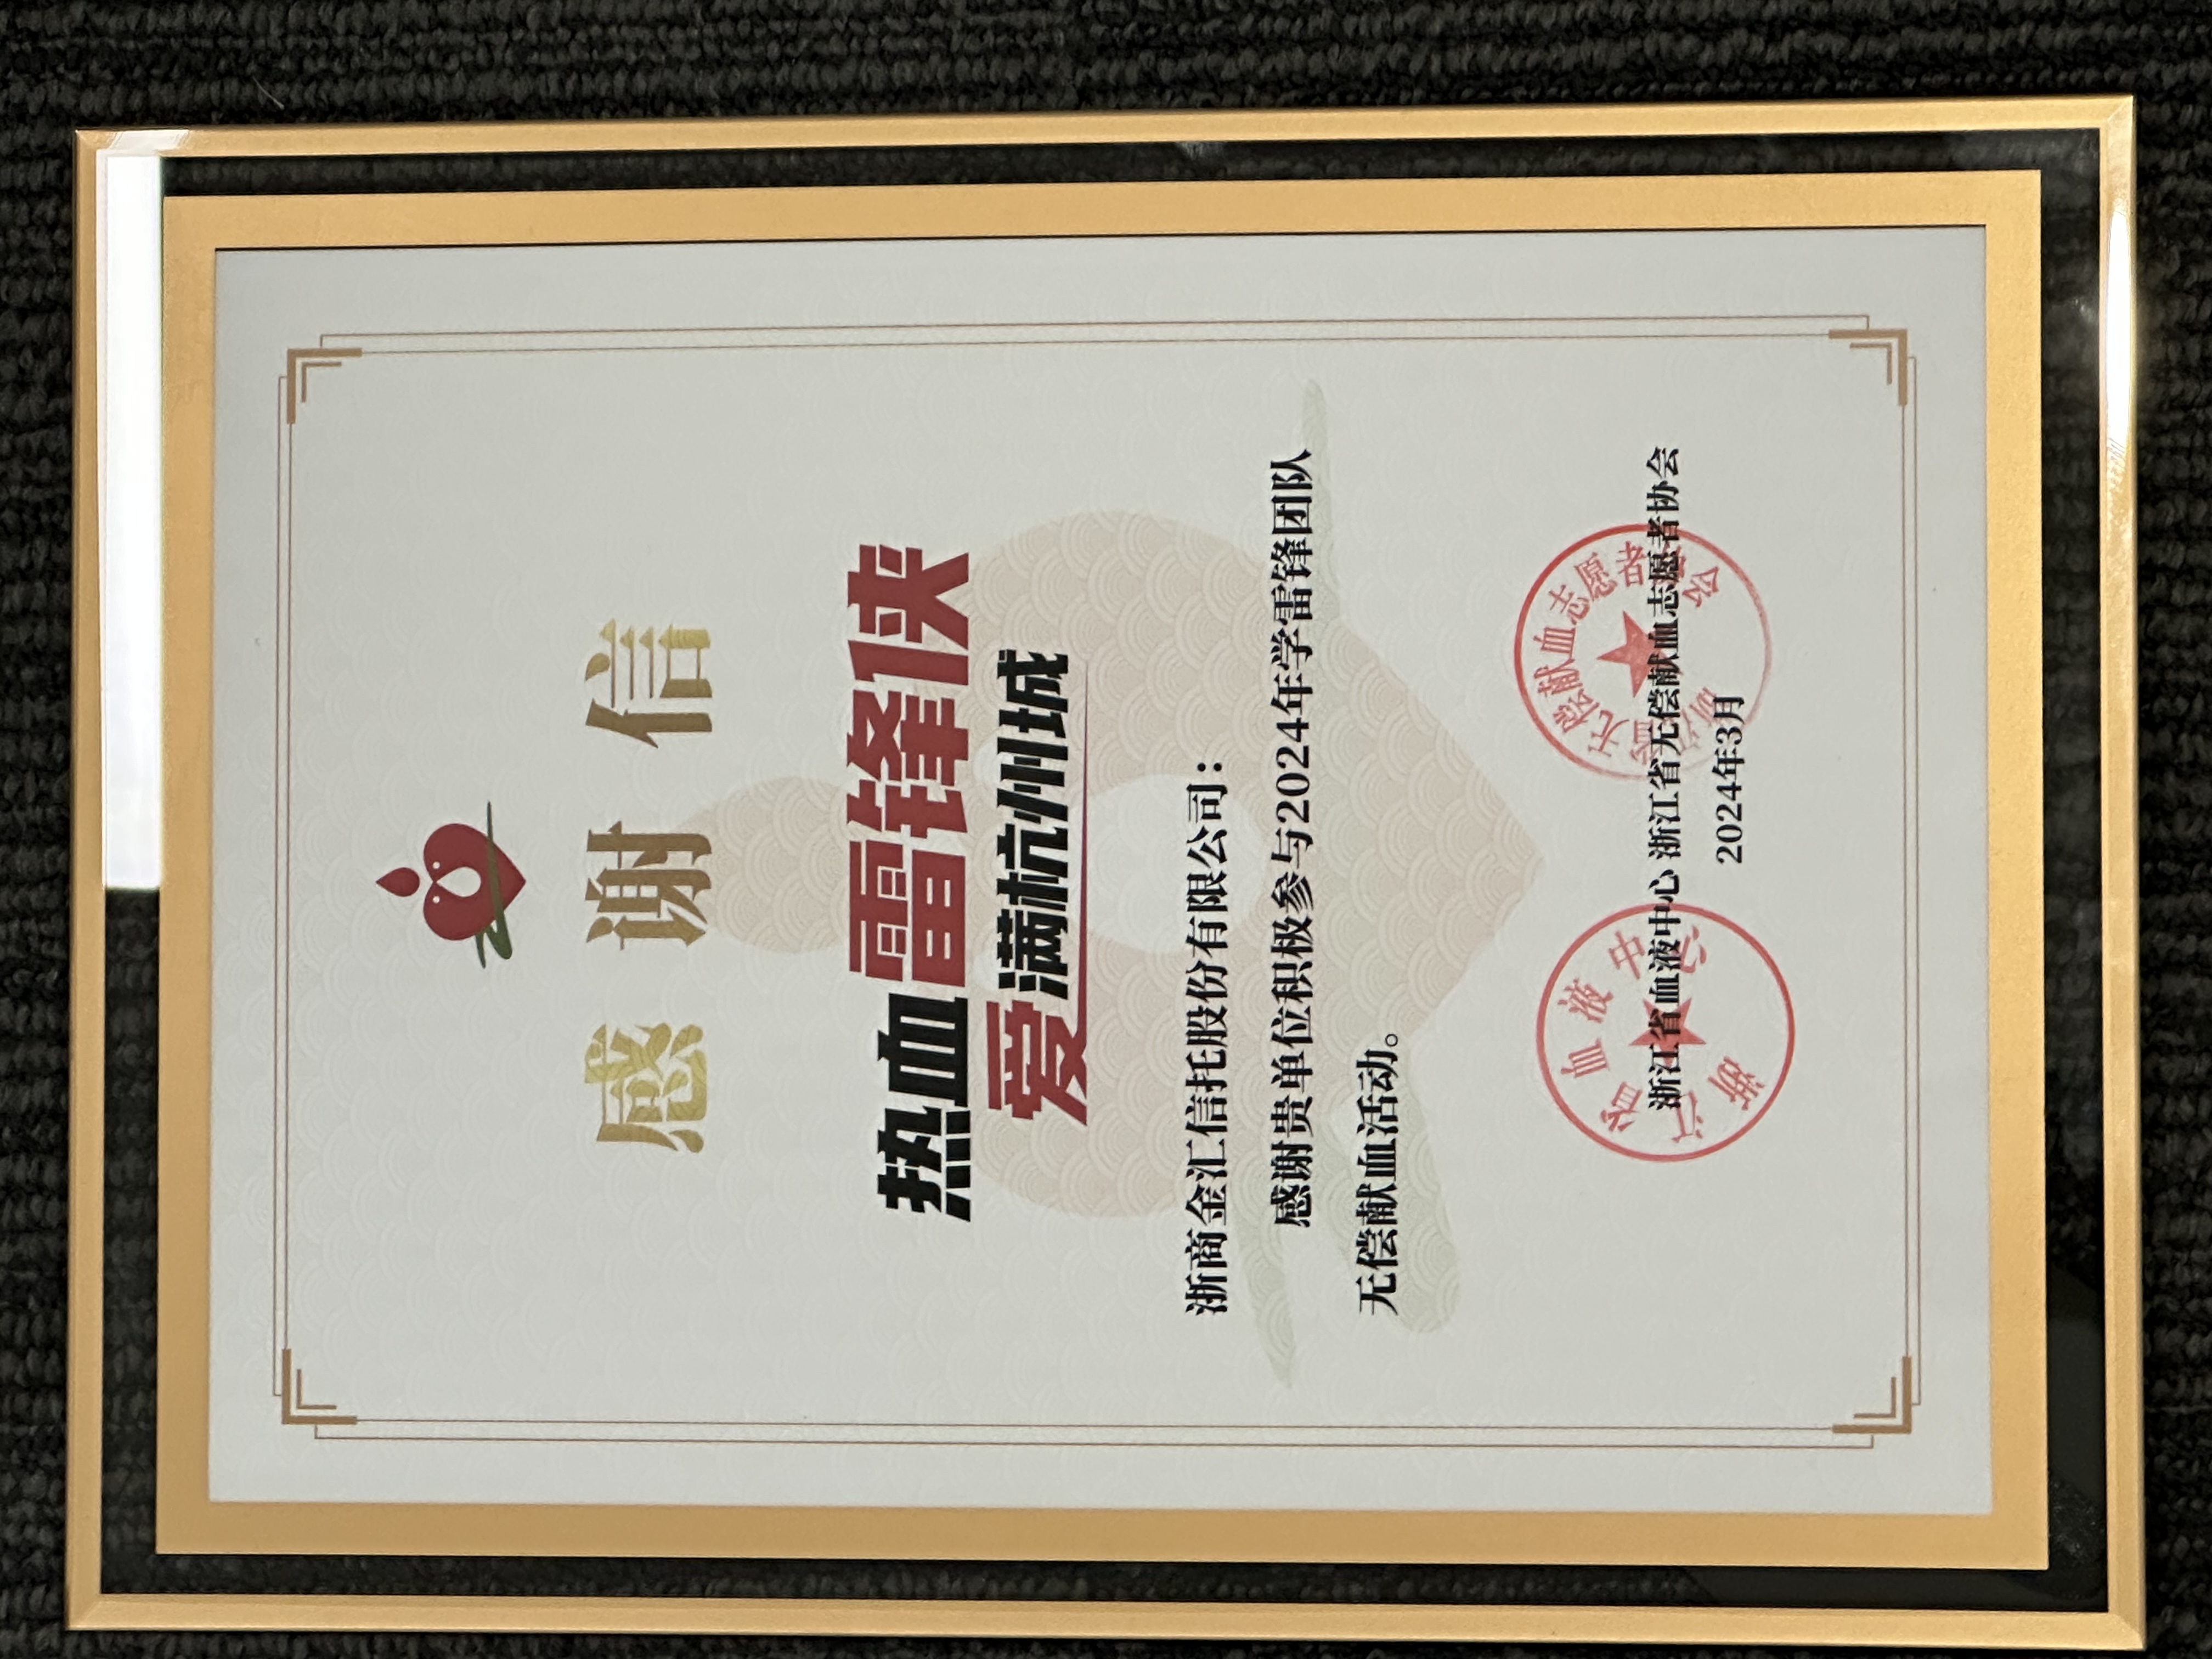 感谢信
热血雷锋侠
爱满杭州城
浙商金汇信托股份有限公司：
感谢贵单位积极参与2024年学雷锋团队
无偿献血活动。
浙江省血液中心 浙江省无偿献血志愿者协会
2024年3月
浙江省血液中心
浙江省无偿献血志愿者协会